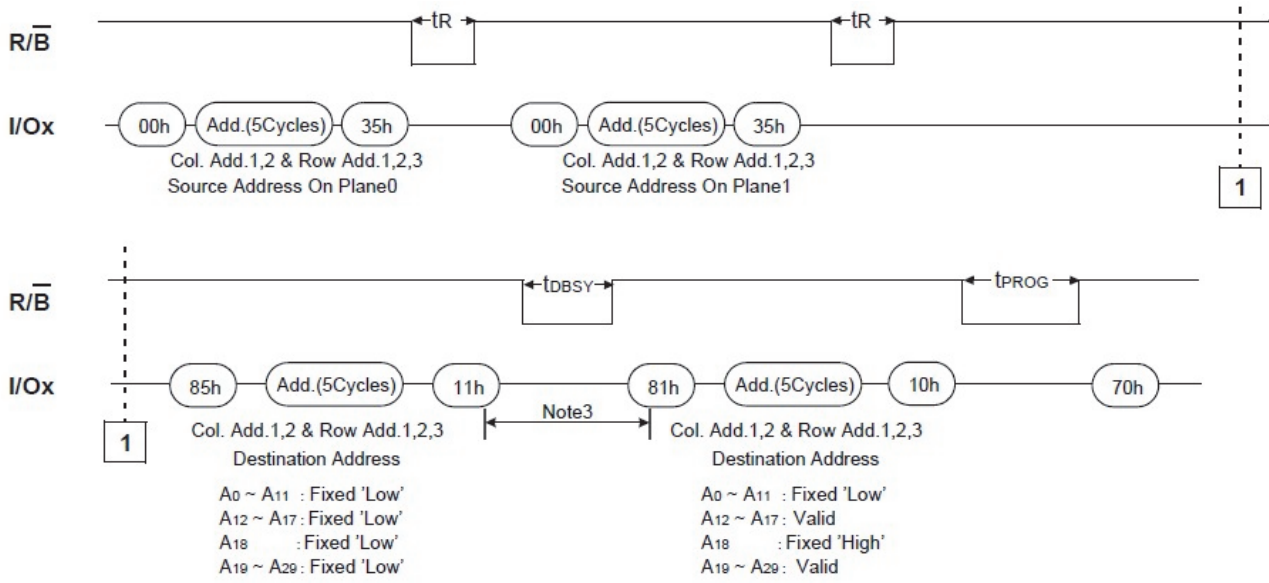 tR tR
R/B
I/Ox 00h Add.(5Cycles) 35h 00h Add.(5Cycles) 35h
Col. Add.1,2 & Row Add.1,2,3 Col. Add.1,2 & Row Add.1,2,3
Source Address On Plane0 Source Address On Plane1
1
tDBSY tPROG
R/B
I/Ox 85h Add.(5Cycles) 11h 81h Add.(5Cycles) 10h 70h
Note3
1
Col. Add.1,2 & Row Add.1,2,3 Col. Add.1,2 & Row Add.1,2,3
Destination Address Destination Address
A0 ~ A11 : Fixed 'Low' A0 ~ A11 : Fixed 'Low'
A12 ~ A17 : Fixed 'Low' A12 ~ A17 : Valid
A18 : Fixed 'Low' A18 : Fixed 'High'
A19 ~ A29 : Fixed 'Low' A19 ~ A29 : Valid